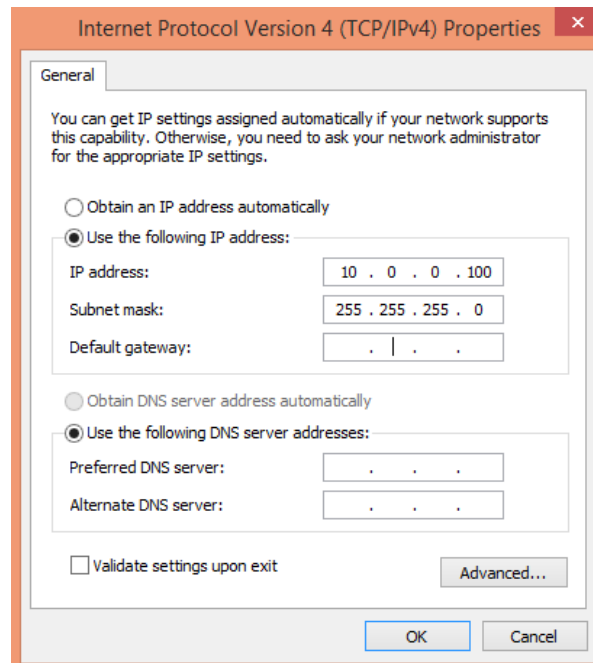 Internet Protocol Version 4 (TCP/IPv4) Properties
General
You can get IP settings assigned automatically if your network supports
this capability. Otherwise, you need to ask your network administrator
for the appropriate IP settings.
Obtain an IP address automatically
Use the following IP address:
IP address: 10 . 0 . 0 . 100
Subnet mask: 255 . 255 . 255 . 0
Default gateway: . . .
Obtain DNS server address automatically
Use the following DNS server addresses:
Preferred DNS server: . . .
Alternate DNS server: . . .
Validate settings upon exit
Advanced...
OK Cancel